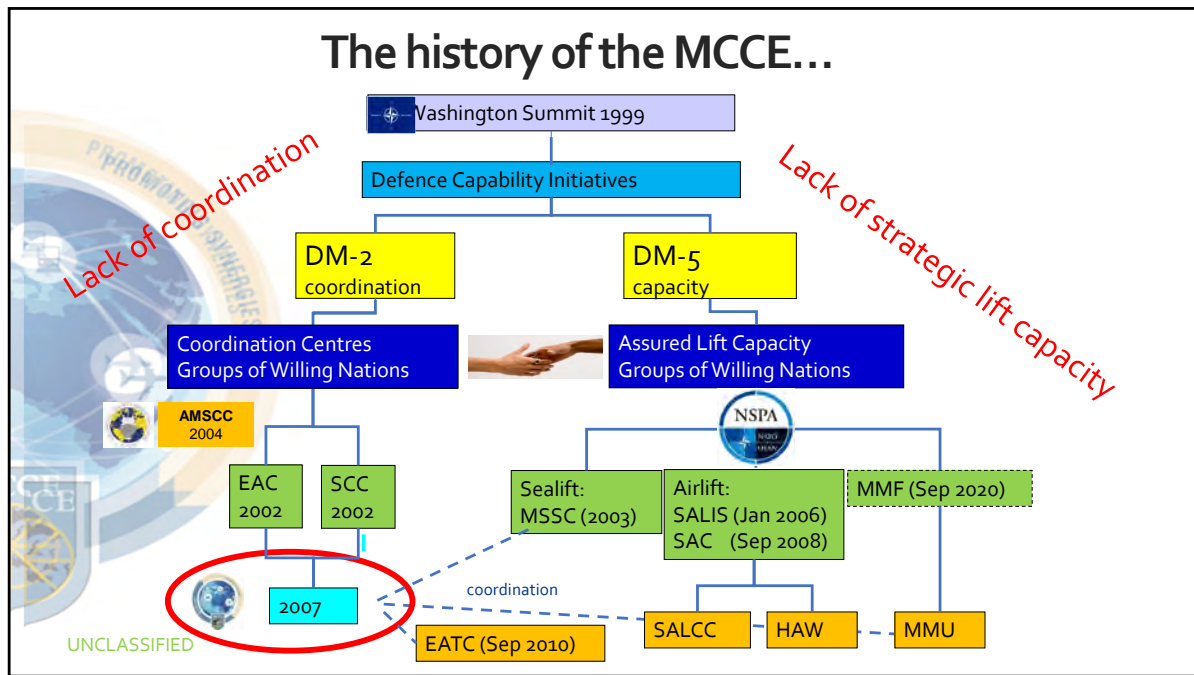 The history of the MCCE...
Washington Summit 1999
Defence Capability Initiatives
Lack of coordination
Lack of strategic lift capacity
DM-2
coordination
DM-5
capacity
Coordination Centres
Groups of Willing Nations
Assured Lift Capacity
Groups of Willing Nations
AMSCC
2004
NSPA
EAC
2002
SCC
2002
Sealift:
MSSC (2003)
Airlift:
SALIS (Jan 2006)
SAC (Sep 2008)
MMF (Sep 2020)
2007
coordination
UNCLASSIFIED
EATC (Sep 2010)
SALCC
HAW
MMU
PROMOTING SYNERGIES